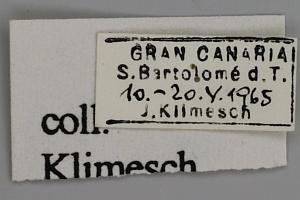 GRAN CANARIA
S. Bartolomé d. T.
10.-20.V.1965
J. Klimesch
coll.
Klimesch